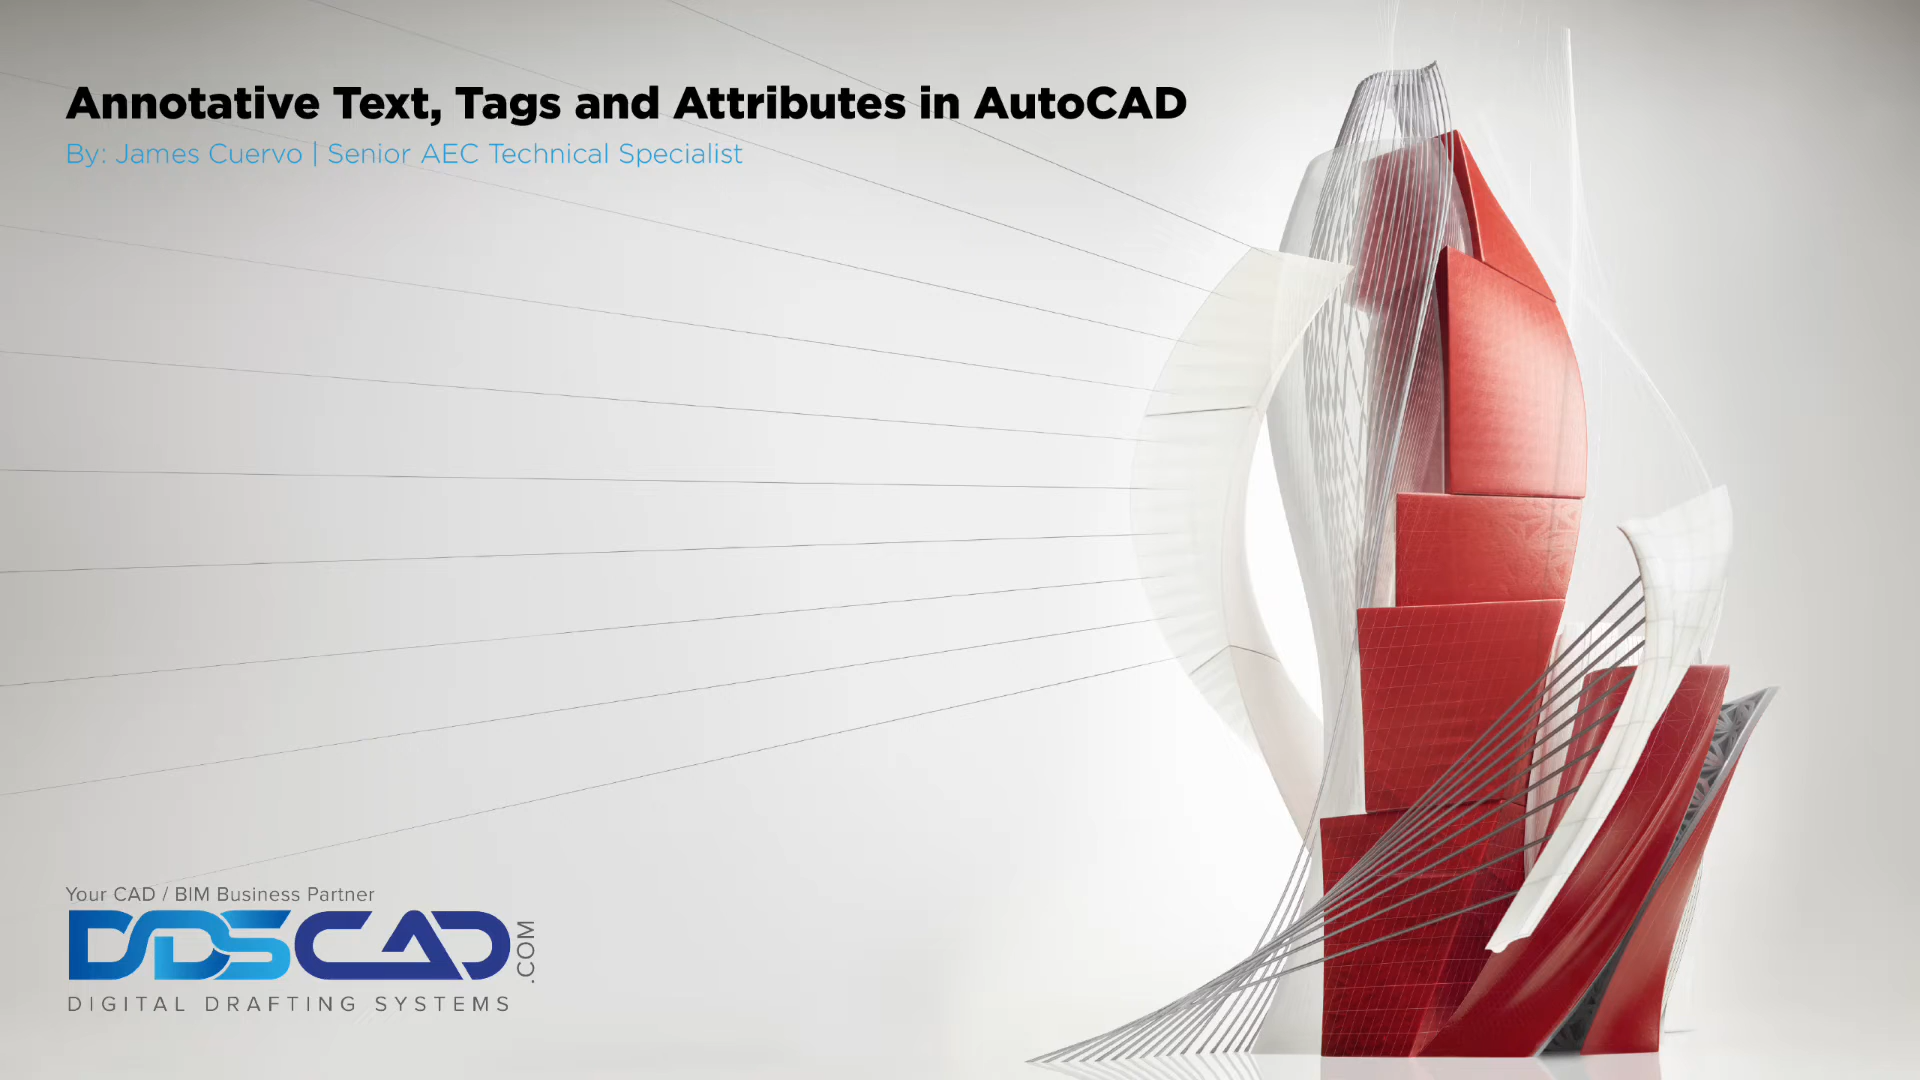 Annotative Text, Tags and Attributes in AutoCAD
By: James Cuervo | Senior AEC Technical Specialist
Your CAD / BIM Business Partner
DDSCAD.COM
DIGITAL DRAFTING SYSTEMS